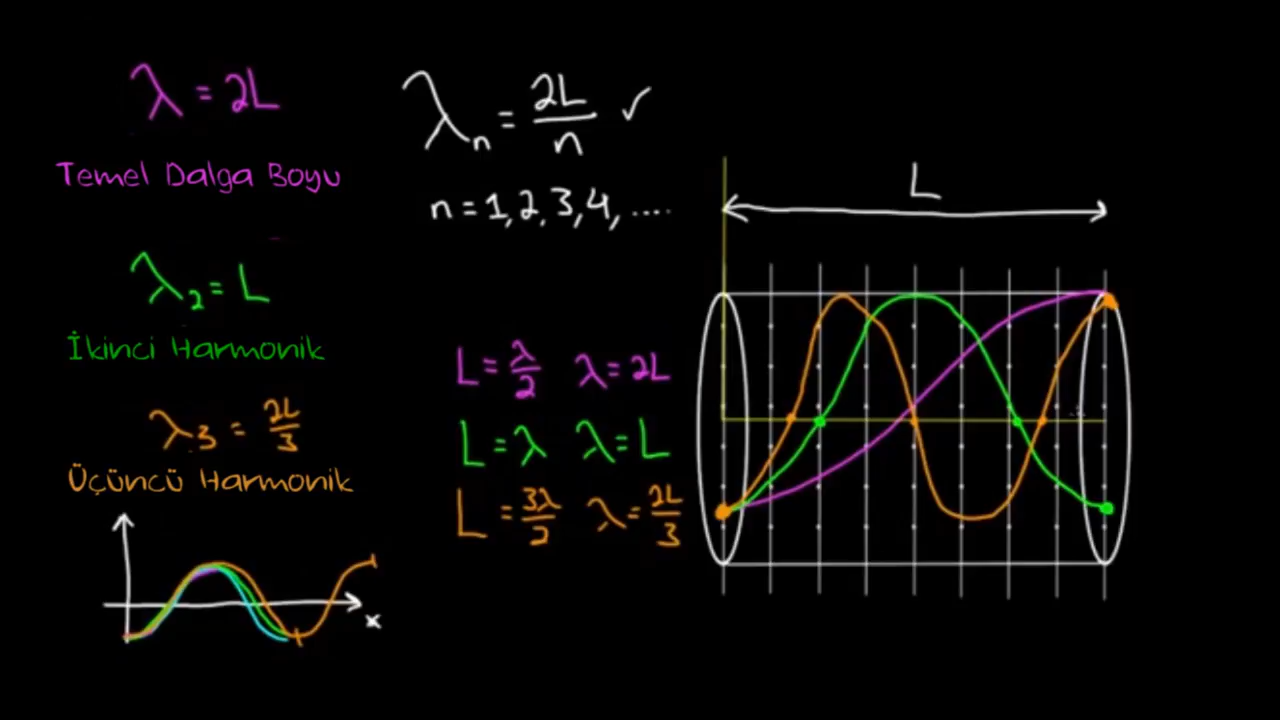 λ = 2L
Temel Dalga Boyu
λ₂ = L
İkinci Harmonik
λ₃ = 2L/3
Üçüncü Harmonik
x
λₙ = 2L/n ✓
n = 1, 2, 3, 4, ....
L = λ/2 λ = 2L
L = λ λ = L
L = 3λ/2 λ = 2L/3
L